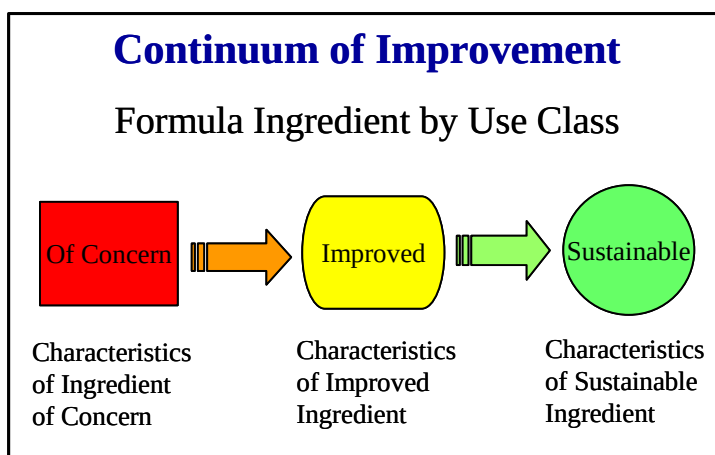 Continuum of Improvement
Formula Ingredient by Use Class
Of Concern
Improved
Sustainable
Characteristics
of Ingredient
of Concern
Characteristics
of Improved
Ingredient
Characteristics
of Sustainable
Ingredient